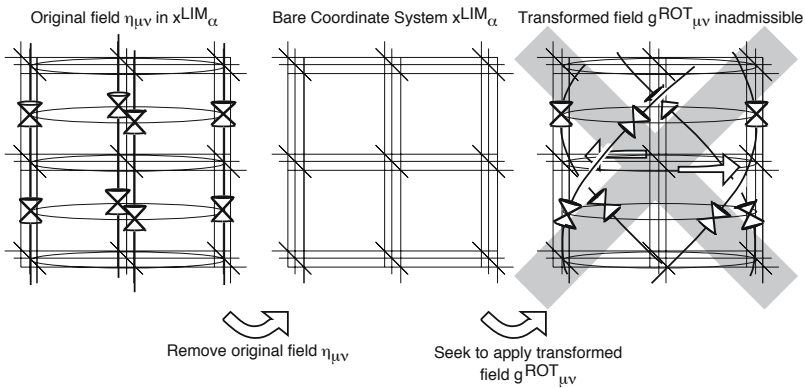 Original field ημν in xLIMα
Bare Coordinate System xLIMα
Transformed field gROTμν inadmissible
Remove original field ημν
Seek to apply transformed
field gROTμν